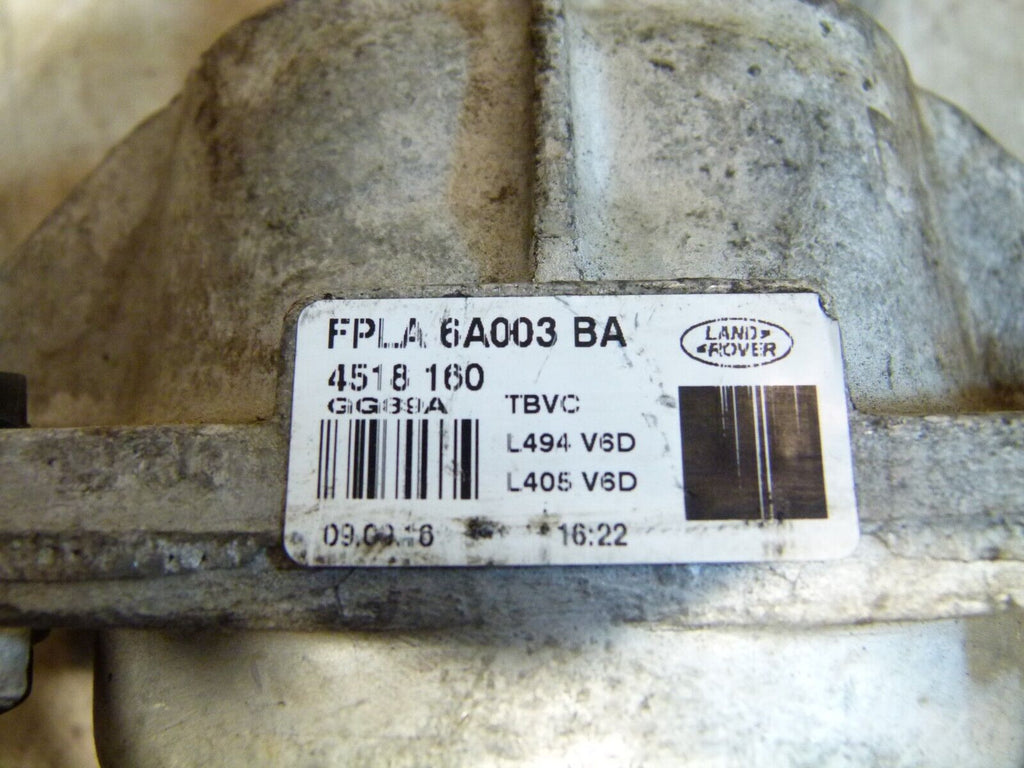 FPLA 6A003 BA
LAND ROVER
4518 160
GG89A TBVC
L494 V6D
L405 V6D
16:22